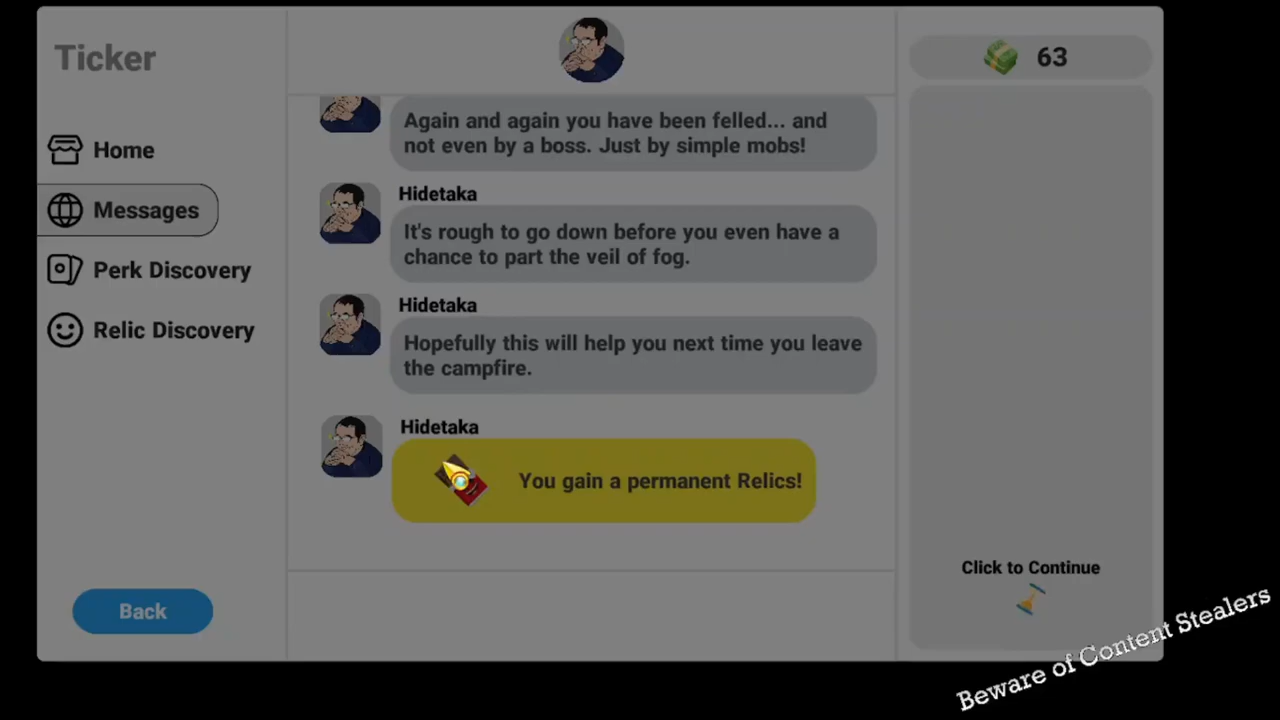 Ticker
63
Home
Messages
Perk Discovery
Relic Discovery
Back
Again and again you have been felled... and
not even by a boss. Just by simple mobs!
Hidetaka
It's rough to go down before you even have a
chance to part the veil of fog.
Hidetaka
Hopefully this will help you next time you leave
the campfire.
Hidetaka
You gain a permanent Relics!
Click to Continue
Beware of Content Stealers